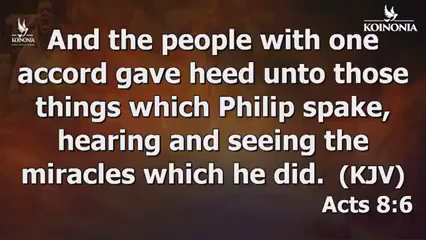 KOINONIA
KOINONIA
And the people with one
accord gave heed unto those
things which Philip spake,
hearing and seeing the
miracles which he did. (KJV)
Acts 8:6